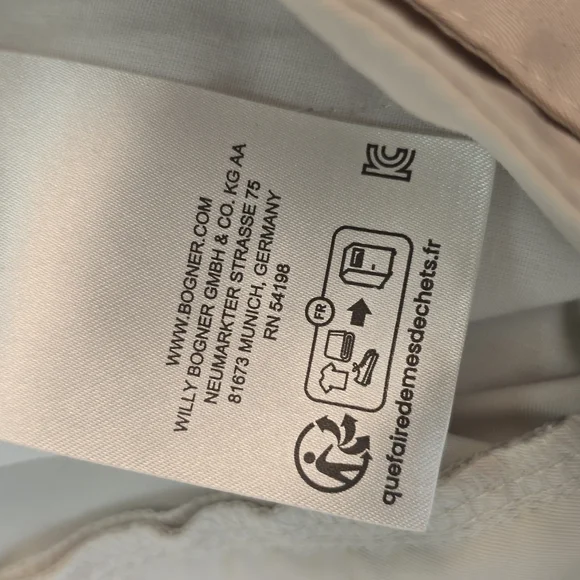 WWW.BOGNER.COM
WILLY BOGNER GMBH & CO. KG AA
NEUMARKTER STRASSE 75
81673 MUNICH, GERMANY
RN 54198
FR
quefairedemesdechets.fr